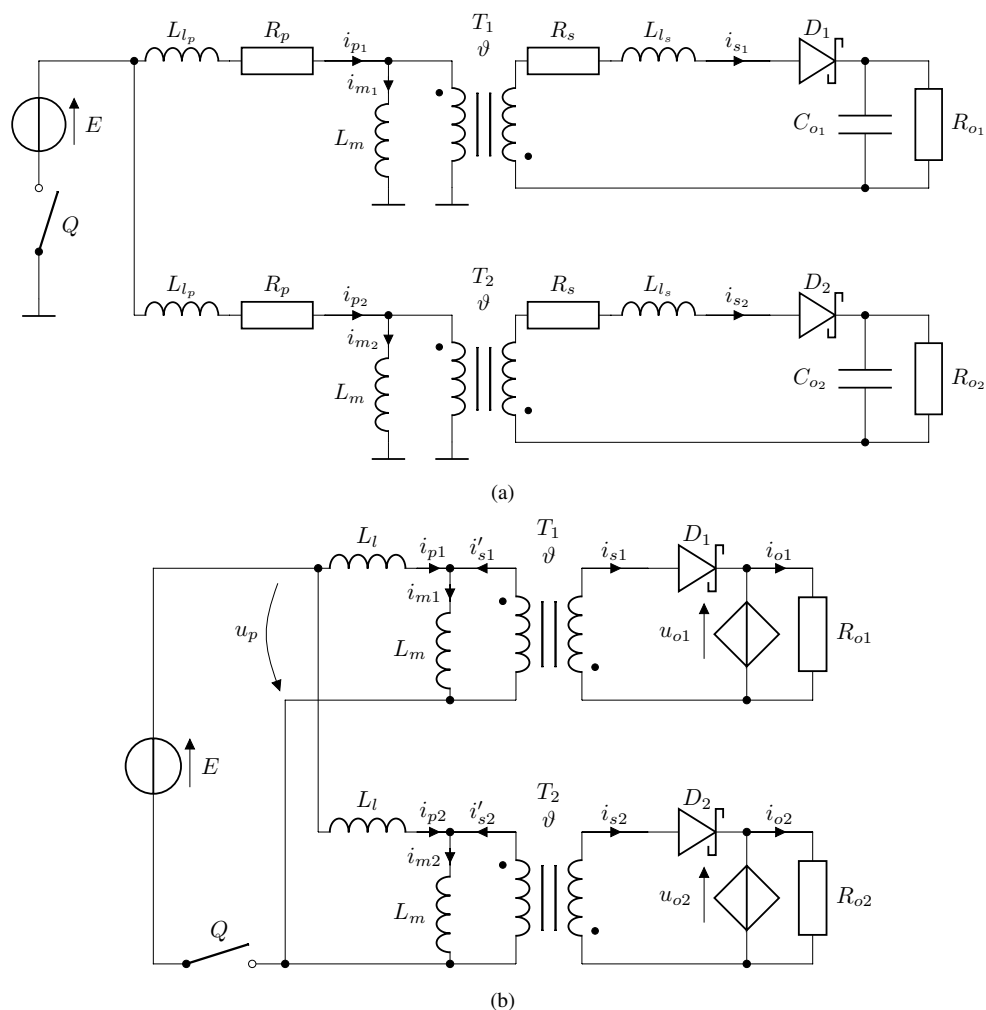 L_{l_p} R_p i_{p_1} T_1 R_s L_{l_s} i_{s_1} D_1
ϑ
i_{m_1}
E L_m C_{o_1} R_{o_1}
Q
L_{l_p} R_p i_{p_2} T_2 R_s L_{l_s} i_{s_2} D_2
ϑ
i_{m_2}
L_m C_{o_2} R_{o_2}
(a)
L_l i_{p1} i'_{s1} T_1 i_{s1} D_1 i_{o1}
ϑ
i_{m1}
u_p L_m u_{o1} R_{o1}
E
L_l i_{p2} i'_{s2} T_2 i_{s2} D_2 i_{o2}
ϑ
i_{m2}
L_m u_{o2} R_{o2}
Q
(b)